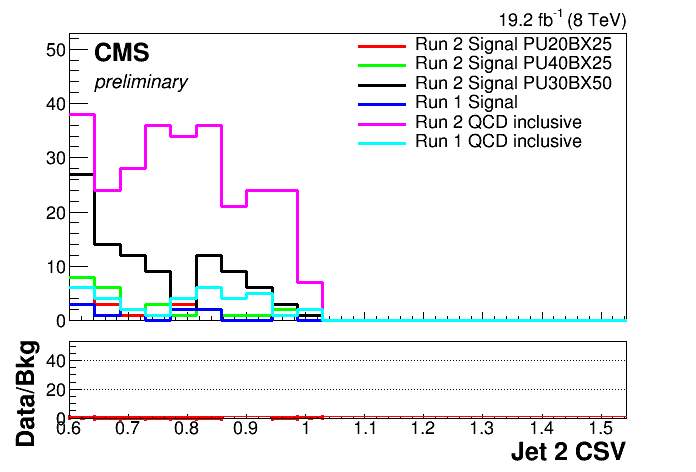 19.2 fb-1 (8 TeV)
CMS
preliminary
Run 2 Signal PU20BX25
Run 2 Signal PU40BX25
Run 2 Signal PU30BX50
Run 1 Signal
Run 2 QCD inclusive
Run 1 QCD inclusive
50
40
30
20
10
0
Data/Bkg
40
20
0
0.6 0.7 0.8 0.9 1 1.1 1.2 1.3 1.4 1.5
Jet 2 CSV